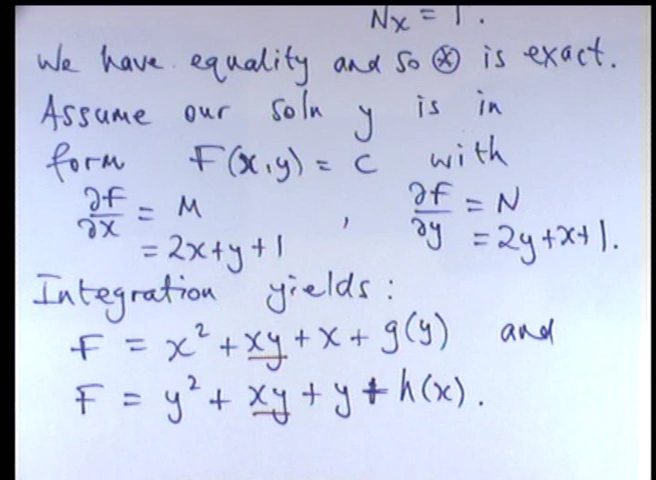 Nx = 1.
We have equality and so ⊛ is exact.
Assume our soln y is in
form F(x,y) = C with
∂F/∂x = M , ∂F/∂y = N
= 2x+y+1 = 2y+x+1.
Integration yields:
F = x² + xy + x + g(y) and
F = y² + xy + y + h(x).